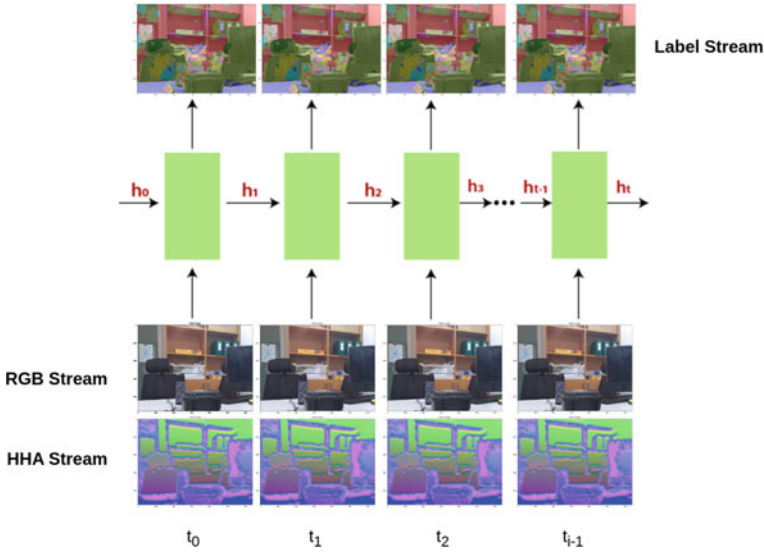 Label Stream
h0
h1
h2
h3
ht-1
ht
RGB Stream
HHA Stream
t0
t1
t2
ti-1